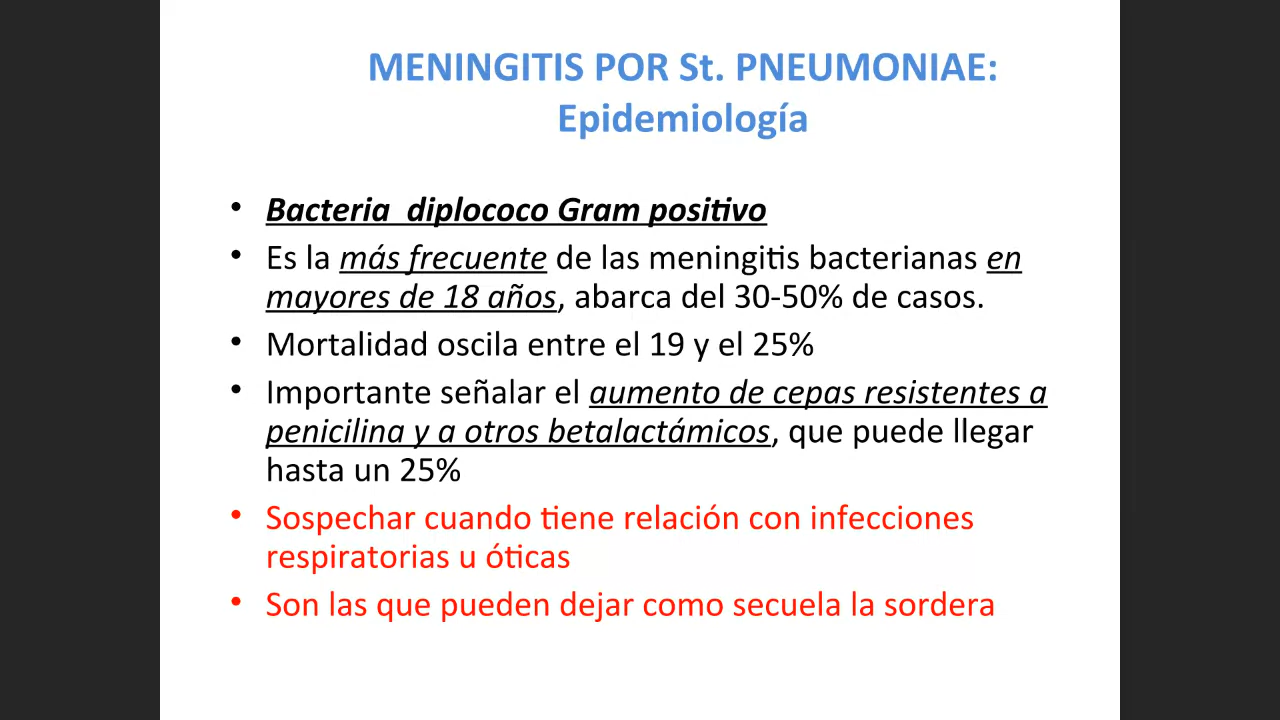 MENINGITIS POR St. PNEUMONIAE:
Epidemiología
• Bacteria diplococo Gram positivo
• Es la más frecuente de las meningitis bacterianas en
mayores de 18 años, abarca del 30-50% de casos.
• Mortalidad oscila entre el 19 y el 25%
• Importante señalar el aumento de cepas resistentes a
penicilina y a otros betalactámicos, que puede llegar
hasta un 25%
• Sospechar cuando tiene relación con infecciones
respiratorias u óticas
• Son las que pueden dejar como secuela la sordera